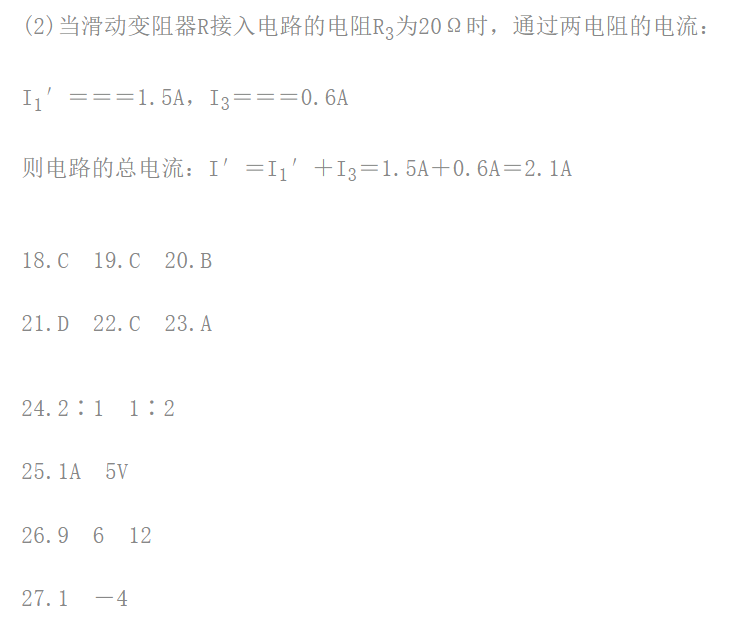 (2)当滑动变阻器R接入电路的电阻R₃为20Ω时，通过两电阻的电流：
I₁′＝＝＝1.5A，I₃＝＝＝0.6A
则电路的总电流：I′＝I₁′＋I₃＝1.5A＋0.6A＝2.1A
18.C 19.C 20.B
21.D 22.C 23.A
24.2∶1 1∶2
25.1A 5V
26.9 6 12
27.1 －4